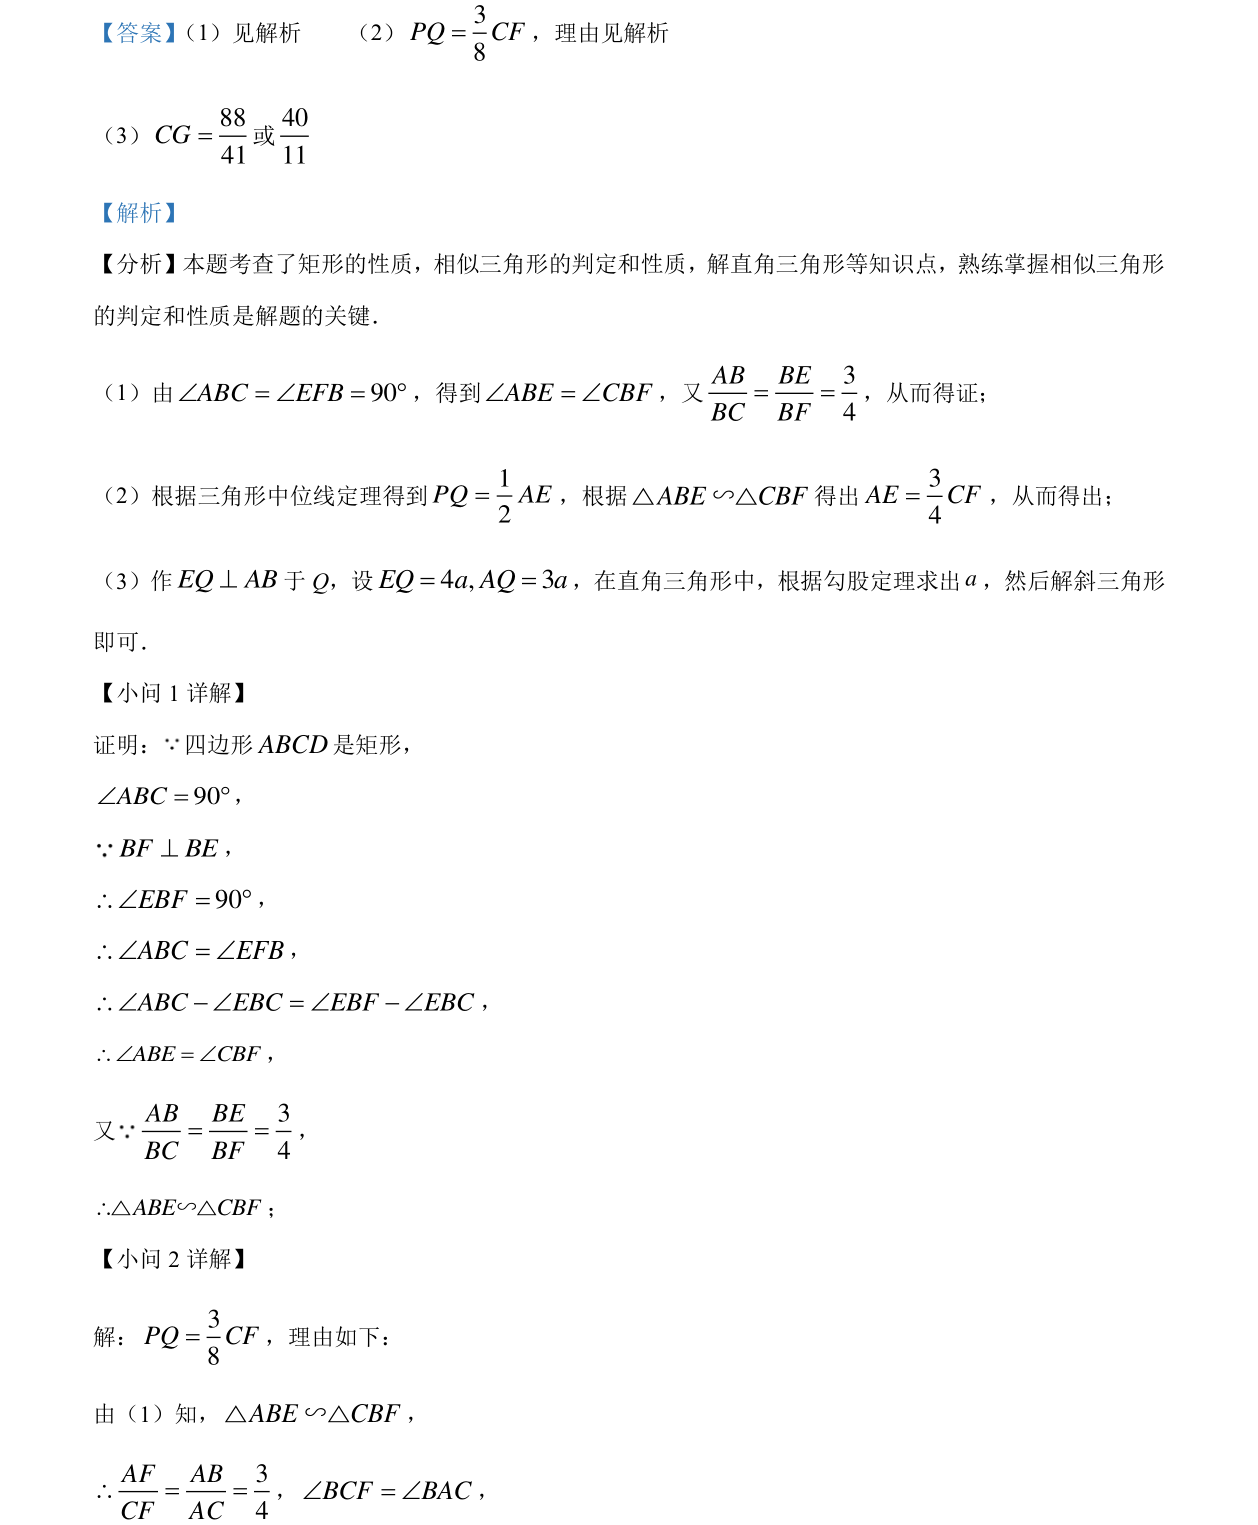 【答案】（1）见解析 （2）PQ = 3/8 CF，理由见解析
（3）CG = 88/41 或 40/11
【解析】
【分析】本题考查了矩形的性质，相似三角形的判定和性质，解直角三角形等知识点，熟练掌握相似三角形
的判定和性质是解题的关键．
（1）由∠ABC = ∠EFB = 90°，得到∠ABE = ∠CBF，又 AB/BC = BE/BF = 3/4，从而得证；
（2）根据三角形中位线定理得到 PQ = 1/2 AE，根据△ABE∽△CBF 得出 AE = 3/4 CF，从而得出；
（3）作 EQ ⊥ AB 于 Q，设 EQ = 4a, AQ = 3a，在直角三角形中，根据勾股定理求出 a，然后解斜三角形
即可．
【小问 1 详解】
证明：∵四边形 ABCD 是矩形，
∠ABC = 90°，
∵BF ⊥ BE，
∴∠EBF = 90°，
∴∠ABC = ∠EFB，
∴∠ABC − ∠EBC = ∠EBF − ∠EBC，
∴∠ABE = ∠CBF，
又∵ AB/BC = BE/BF = 3/4，
∴△ABE∽△CBF；
【小问 2 详解】
解：PQ = 3/8 CF，理由如下：
由（1）知，△ABE∽△CBF，
∴ AF/CF = AB/AC = 3/4，∠BCF = ∠BAC，